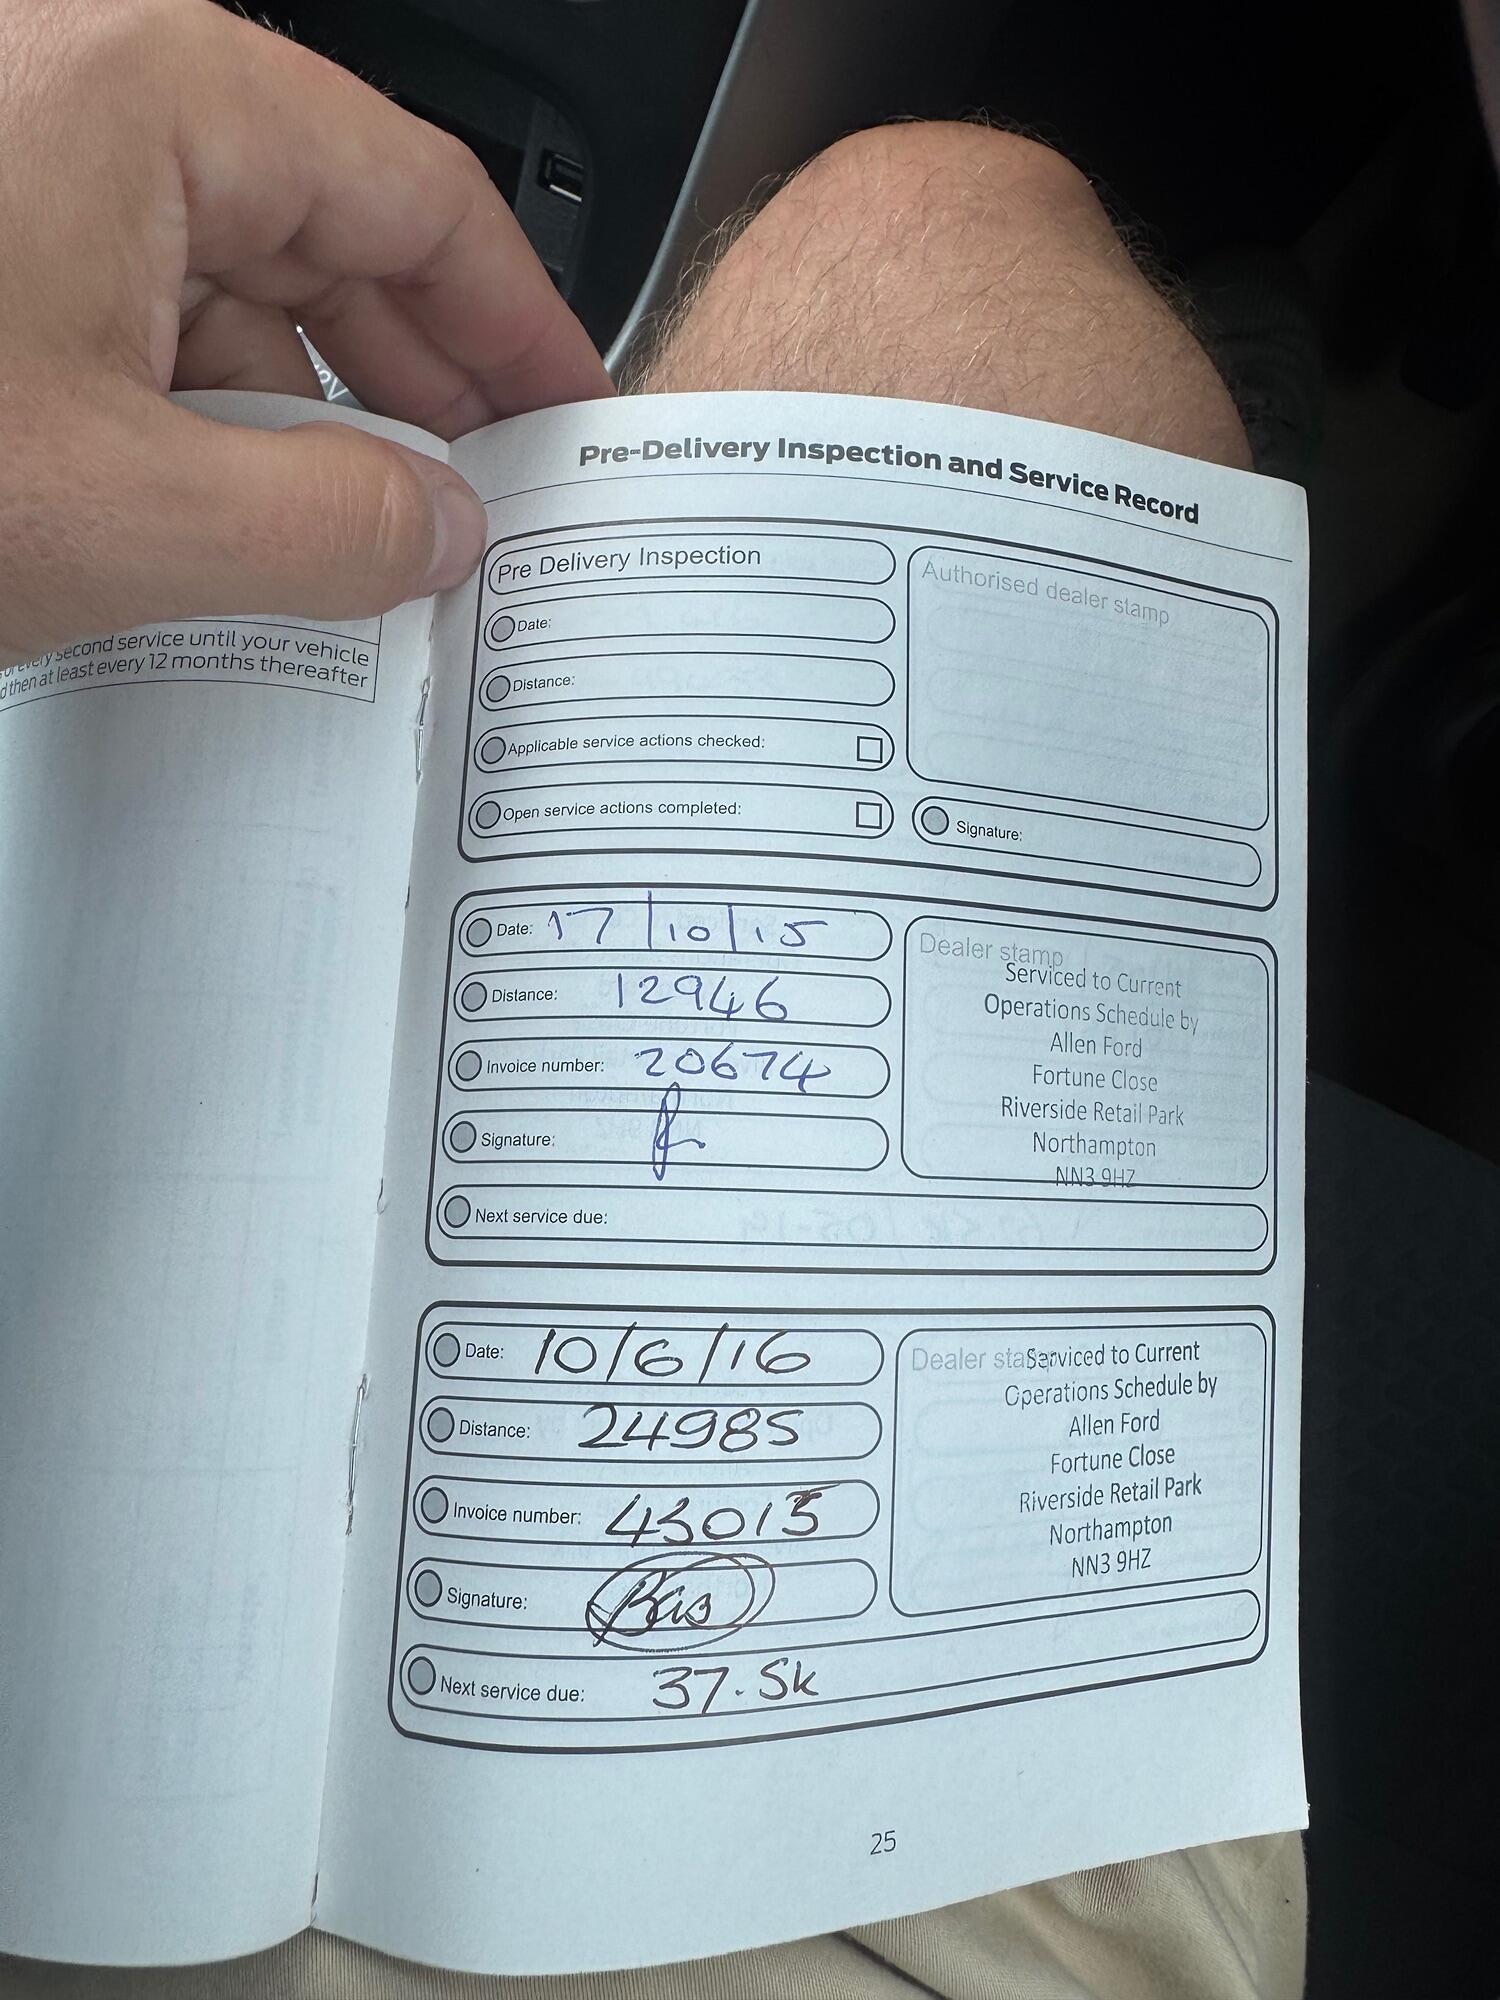 12V
of every second service until your vehicle
d then at least every 12 months thereafter
Pre-Delivery Inspection and Service Record
Pre Delivery Inspection
Date:
Distance:
Applicable service actions checked:
Open service actions completed:
Authorised dealer stamp
Signature:
Date: 17/10/15
Distance: 12946
Invoice number: 20674
Signature:
Next service due:
Dealer stamp
Serviced to Current
Operations Schedule by
Allen Ford
Fortune Close
Riverside Retail Park
Northampton
NN3 9HZ
Date: 10/6/16
Distance: 24985
Invoice number: 43015
Signature:
Next service due: 37.5k
Dealer stamp
Serviced to Current
Operations Schedule by
Allen Ford
Fortune Close
Riverside Retail Park
Northampton
NN3 9HZ
25